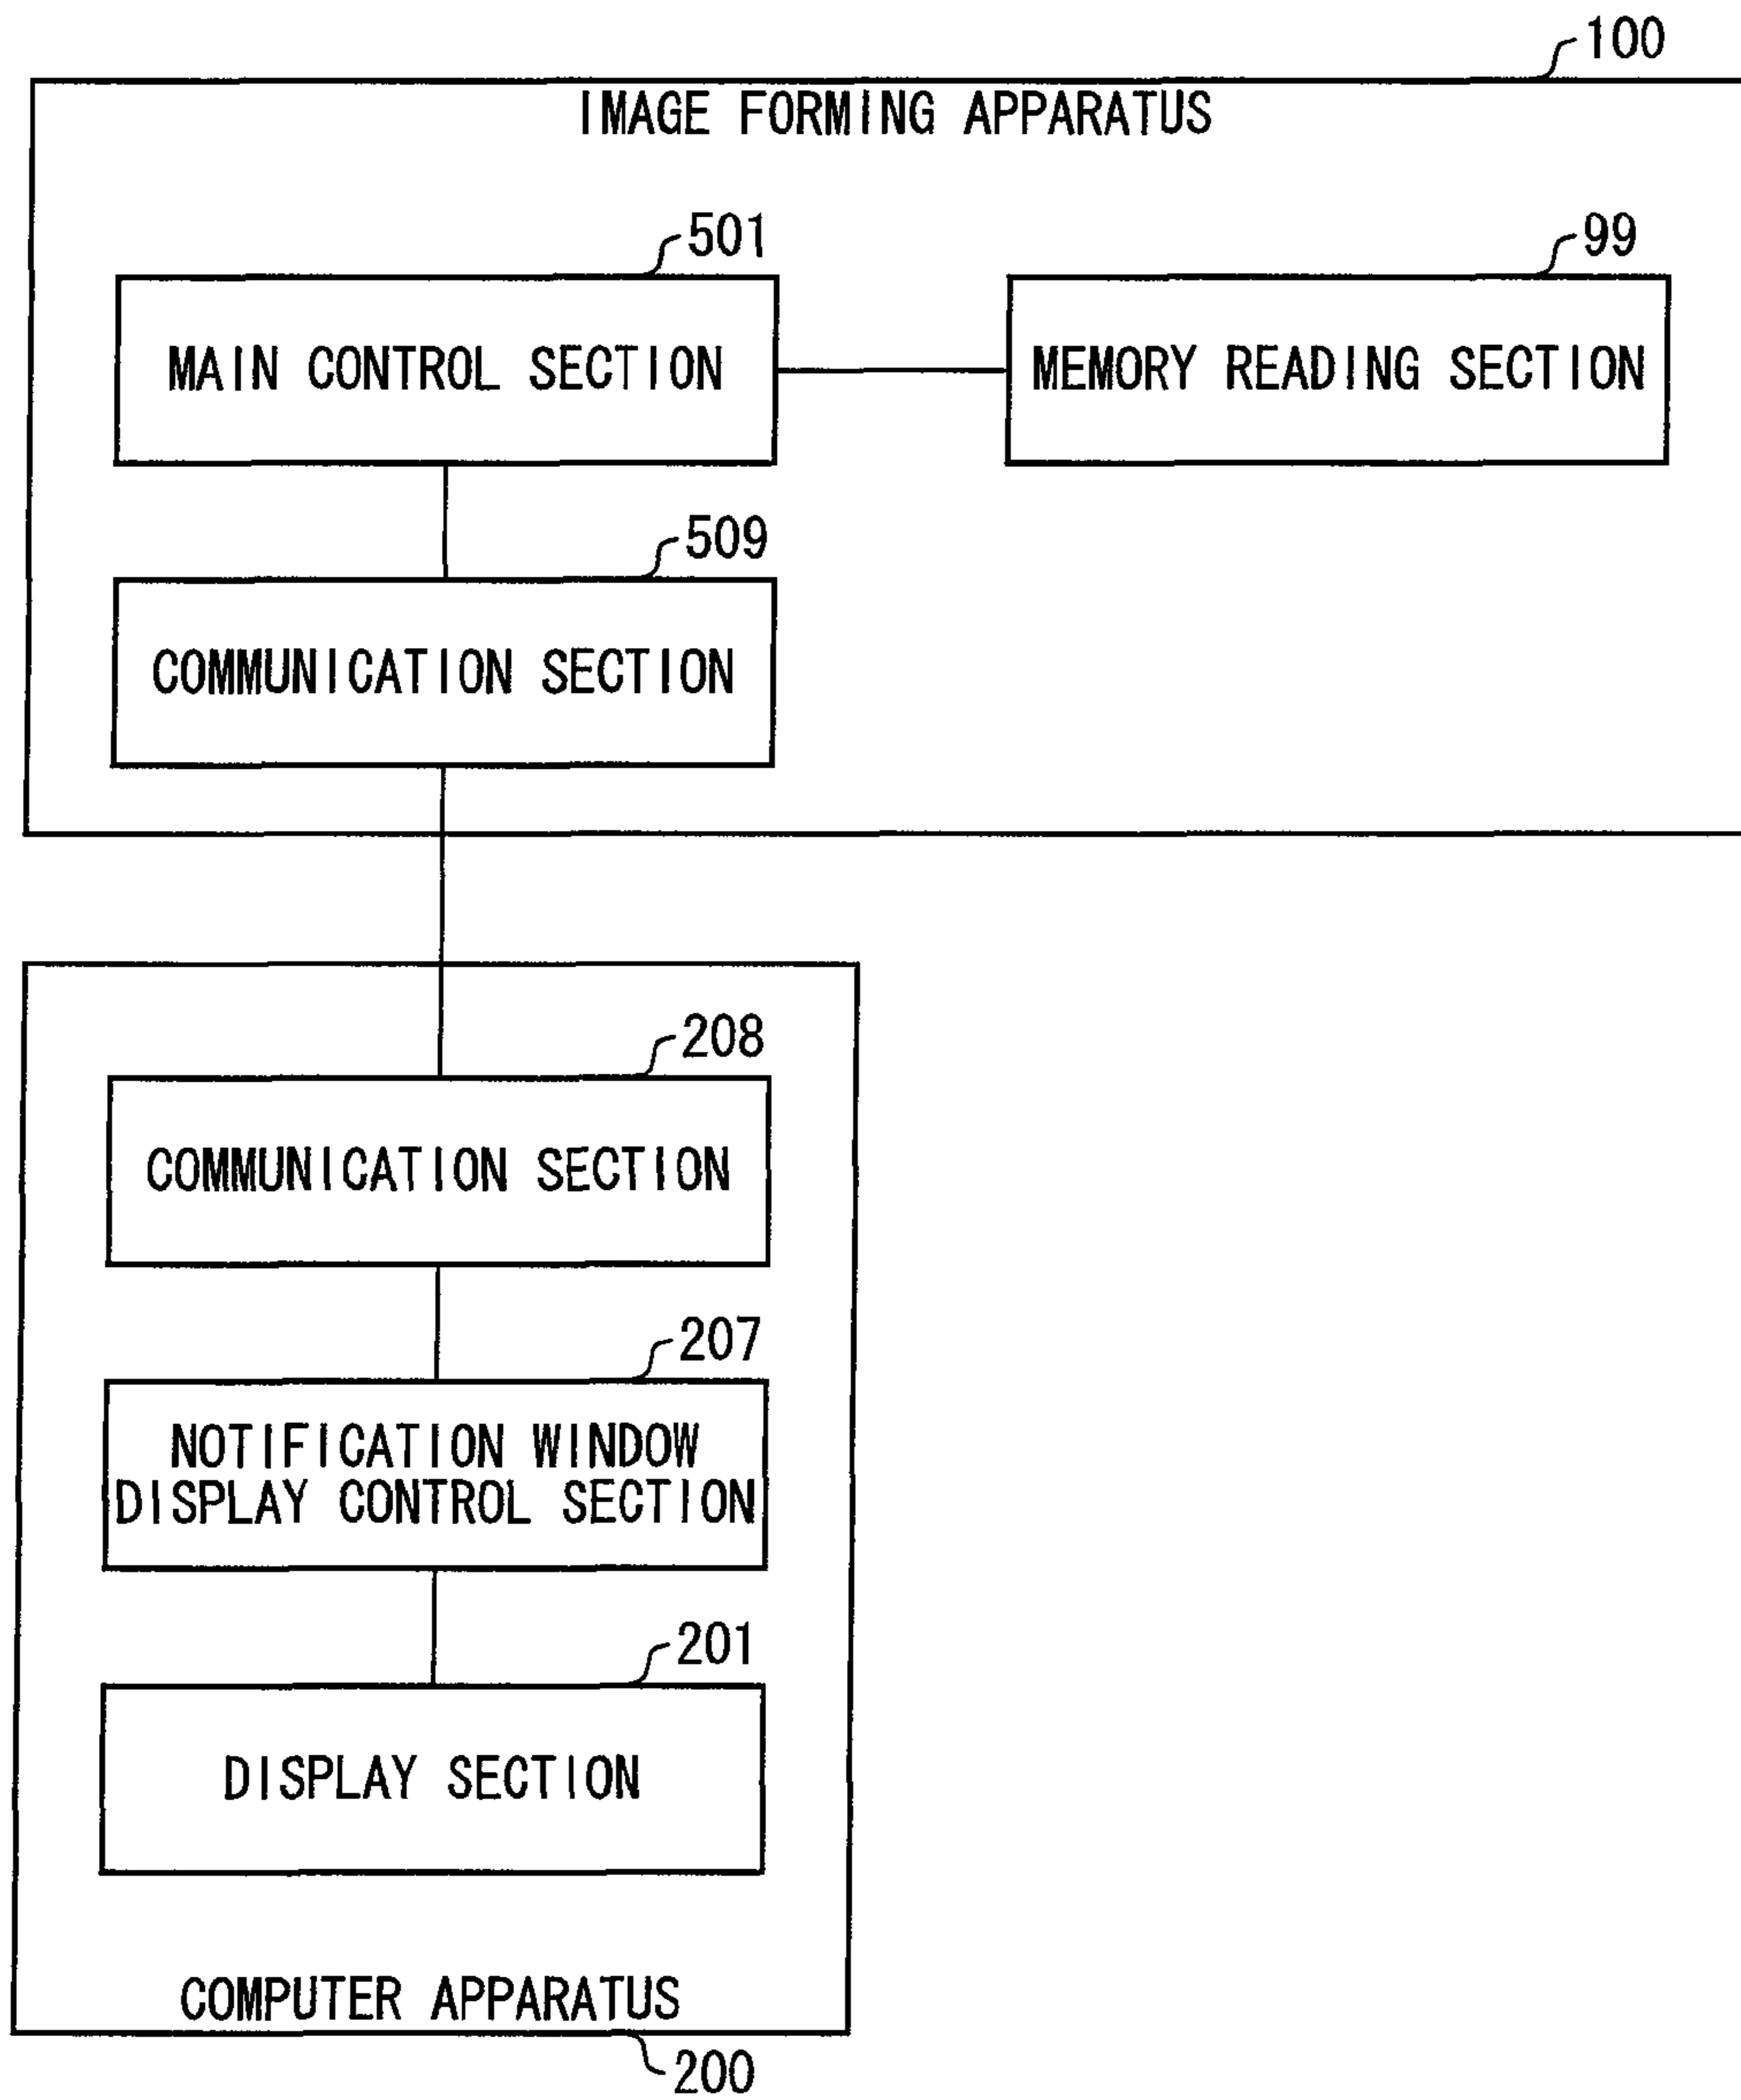 100
IMAGE FORMING APPARATUS
501
99
MAIN CONTROL SECTION
MEMORY READING SECTION
509
COMMUNICATION SECTION
208
COMMUNICATION SECTION
207
NOTIFICATION WINDOW
DISPLAY CONTROL SECTION
201
DISPLAY SECTION
COMPUTER APPARATUS
200